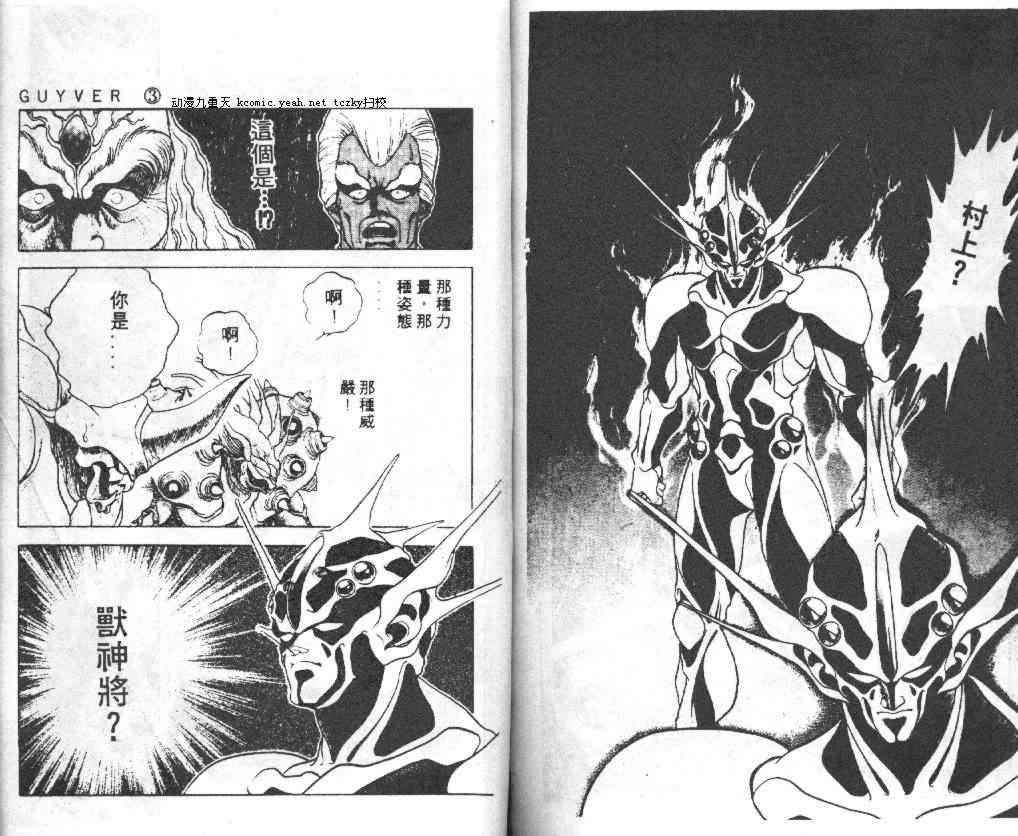 GUYVER ③
动漫九重天 kcomic.yeah.net tczky扫校
村上?
這個是…!?
那種力
量,那
種姿態
‥‥
啊!
啊!
你是‥‥
那種威
嚴!
獸神將?